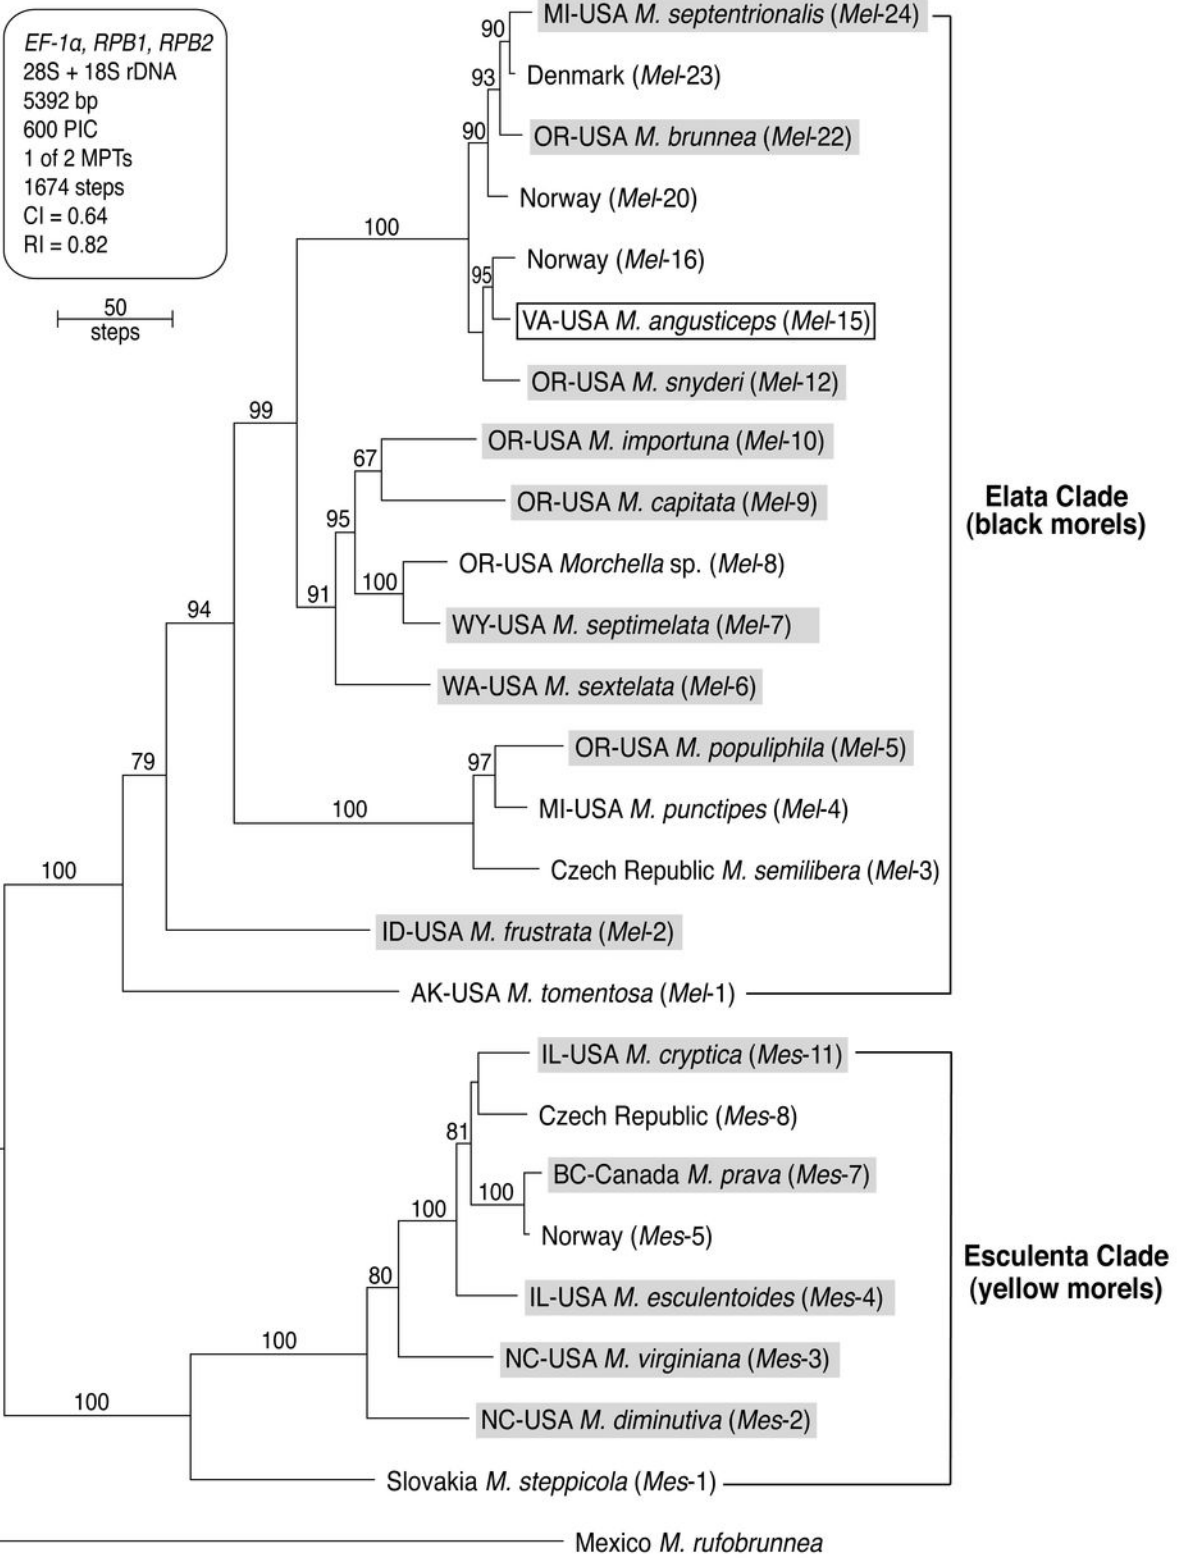 EF-1α, RPB1, RPB2
28S + 18S rDNA
5392 bp
600 PIC
1 of 2 MPTs
1674 steps
CI = 0.64
RI = 0.82
50
steps
90
MI-USA M. septentrionalis (Mel-24)
93
Denmark (Mel-23)
90
OR-USA M. brunnea (Mel-22)
Norway (Mel-20)
100
Norway (Mel-16)
95
VA-USA M. angusticeps (Mel-15)
OR-USA M. snyderi (Mel-12)
99
OR-USA M. importuna (Mel-10)
67
OR-USA M. capitata (Mel-9)
95
OR-USA Morchella sp. (Mel-8)
100
91
WY-USA M. septimelata (Mel-7)
94
WA-USA M. sextelata (Mel-6)
OR-USA M. populiphila (Mel-5)
97
79
MI-USA M. punctipes (Mel-4)
100
Czech Republic M. semilibera (Mel-3)
100
ID-USA M. frustrata (Mel-2)
AK-USA M. tomentosa (Mel-1)
Elata Clade
(black morels)
IL-USA M. cryptica (Mes-11)
Czech Republic (Mes-8)
81
BC-Canada M. prava (Mes-7)
100
100
Norway (Mes-5)
80
IL-USA M. esculentoides (Mes-4)
100
NC-USA M. virginiana (Mes-3)
100
NC-USA M. diminutiva (Mes-2)
Slovakia M. steppicola (Mes-1)
Esculenta Clade
(yellow morels)
Mexico M. rufobrunnea